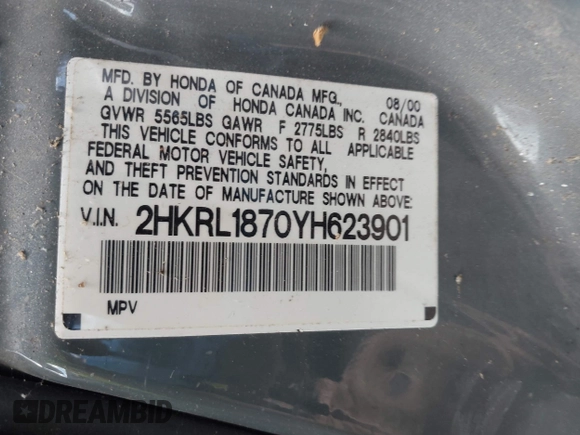 MFD. BY HONDA OF CANADA MFG., 08/00
A DIVISION OF HONDA CANADA INC. CANADA
GVWR 5565LBS GAWR F 2775LBS R 2840LBS
THIS VEHICLE CONFORMS TO ALL APPLICABLE
FEDERAL MOTOR VEHICLE SAFETY,
AND THEFT PREVENTION STANDARDS IN EFFECT
ON THE DATE OF MANUFACTURE SHOWN ABOVE:
V.I.N. 2HKRL1870YH623901
MPV
DREAMBID